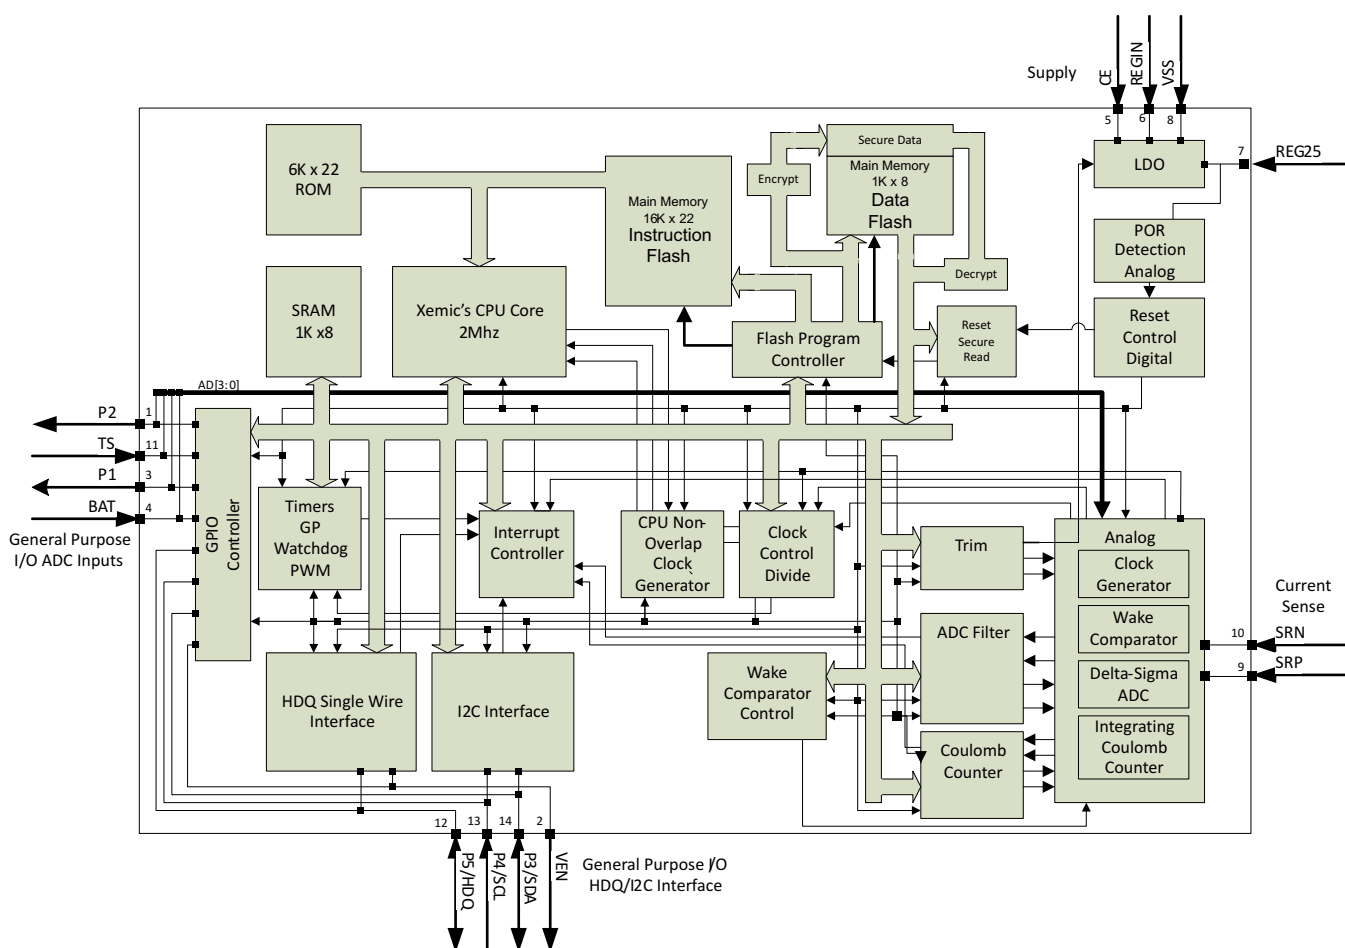 Supply
CE
REGIN
VSS
5
6
8
6K x 22
ROM
Main Memory
16K x 22
Instruction
Flash
Encrypt
Secure Data
Main Memory
1K x 8
Data
Flash
Decrypt
LDO
7
REG25
POR
Detection
Analog
SRAM
1K x8
Xemic's CPU Core
2Mhz
Flash Program
Controller
Reset
Secure
Read
Reset
Control
Digital
AD[3:0]
P2
1
TS
11
P1
3
BAT
4
General Purpose
I/O ADC Inputs
GPIO
Controller
Timers
GP
Watchdog
PWM
Interrupt
Controller
CPU Non-
Overlap
Clock`
Generator
Clock
Control
Divide
Trim
Analog
Clock
Generator
Wake
Comparator
Delta-Sigma
ADC
Integrating
Coulomb
Counter
Current
Sense
10
SRN
9
SRP
ADC Filter
HDQ Single Wire
Interface
I2C Interface
Wake
Comparator
Control
Coulomb
Counter
12
13
14
2
P5/HDQ
P4/SCL
P3/SDA
VEN
General Purpose I/O
HDQ/I2C Interface